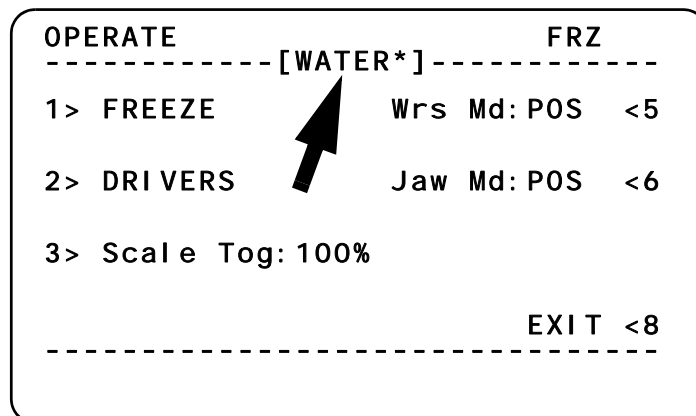 OPERATE FRZ
------------[WATER*]------------
1> FREEZE Wrs Md:POS <5
2> DRIVERS Jaw Md:POS <6
3> Scale Tog:100%
EXIT <8
--------------------------------